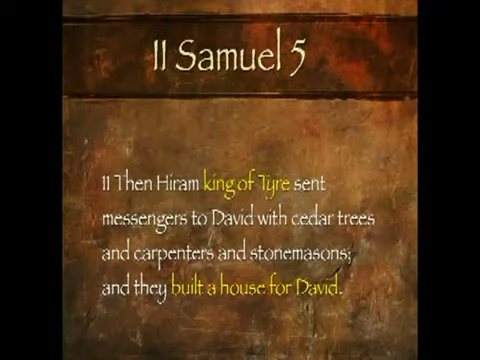 II Samuel 5
11 Then Hiram king of Tyre sent
messengers to David with cedar trees
and carpenters and stonemasons;
and they built a house for David.